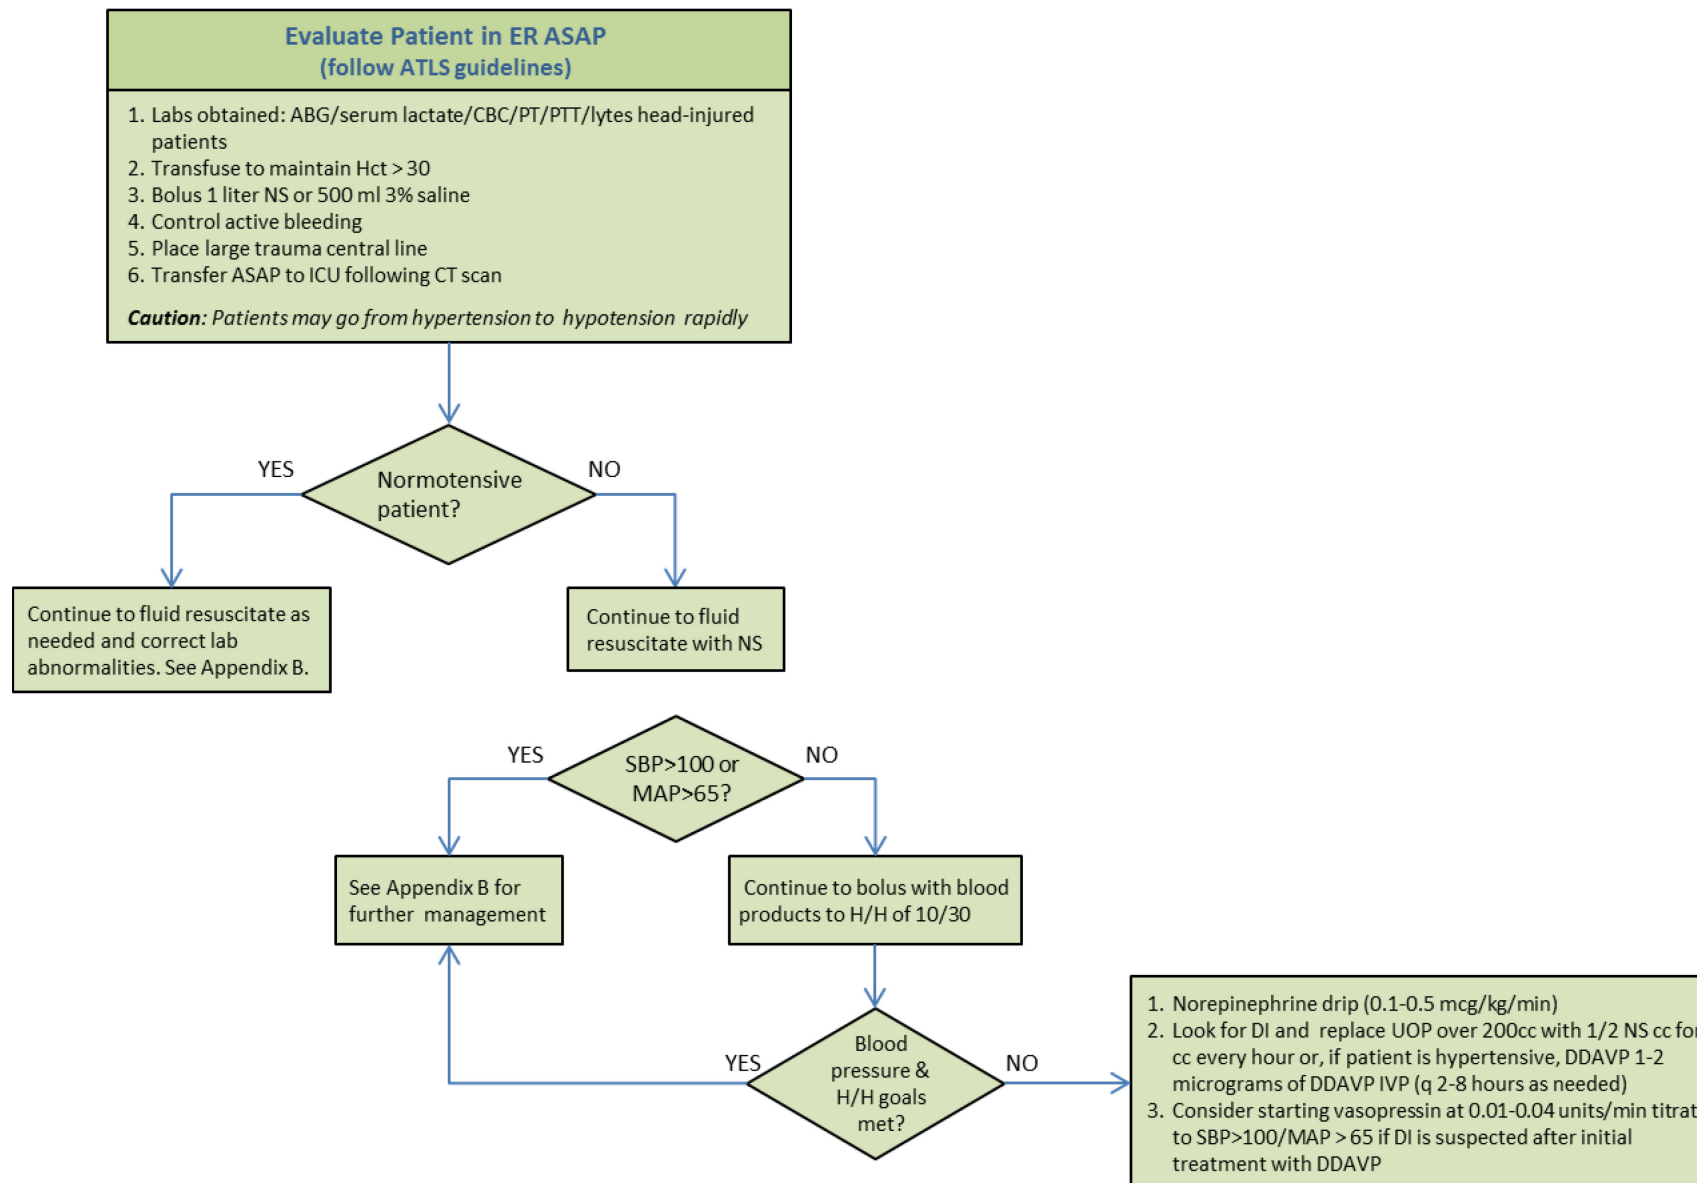 Evaluate Patient in ER ASAP
(follow ATLS guidelines)
1. Labs obtained: ABG/serum lactate/CBC/PT/PTT/lytes head-injured
patients
2. Transfuse to maintain Hct > 30
3. Bolus 1 liter NS or 500 ml 3% saline
4. Control active bleeding
5. Place large trauma central line
6. Transfer ASAP to ICU following CT scan
Caution: Patients may go from hypertension to hypotension rapidly
YES
NO
Normotensive
patient?
Continue to fluid resuscitate as
needed and correct lab
abnormalities. See Appendix B.
Continue to fluid
resuscitate with NS
YES
NO
SBP>100 or
MAP>65?
See Appendix B for
further management
Continue to bolus with blood
products to H/H of 10/30
YES
NO
Blood
pressure &
H/H goals
met?
1. Norepinephrine drip (0.1-0.5 mcg/kg/min)
2. Look for DI and replace UOP over 200cc with 1/2 NS cc for
cc every hour or, if patient is hypertensive, DDAVP 1-2
micrograms of DDAVP IVP (q 2-8 hours as needed)
3. Consider starting vasopressin at 0.01-0.04 units/min titrat
to SBP>100/MAP > 65 if DI is suspected after initial
treatment with DDAVP